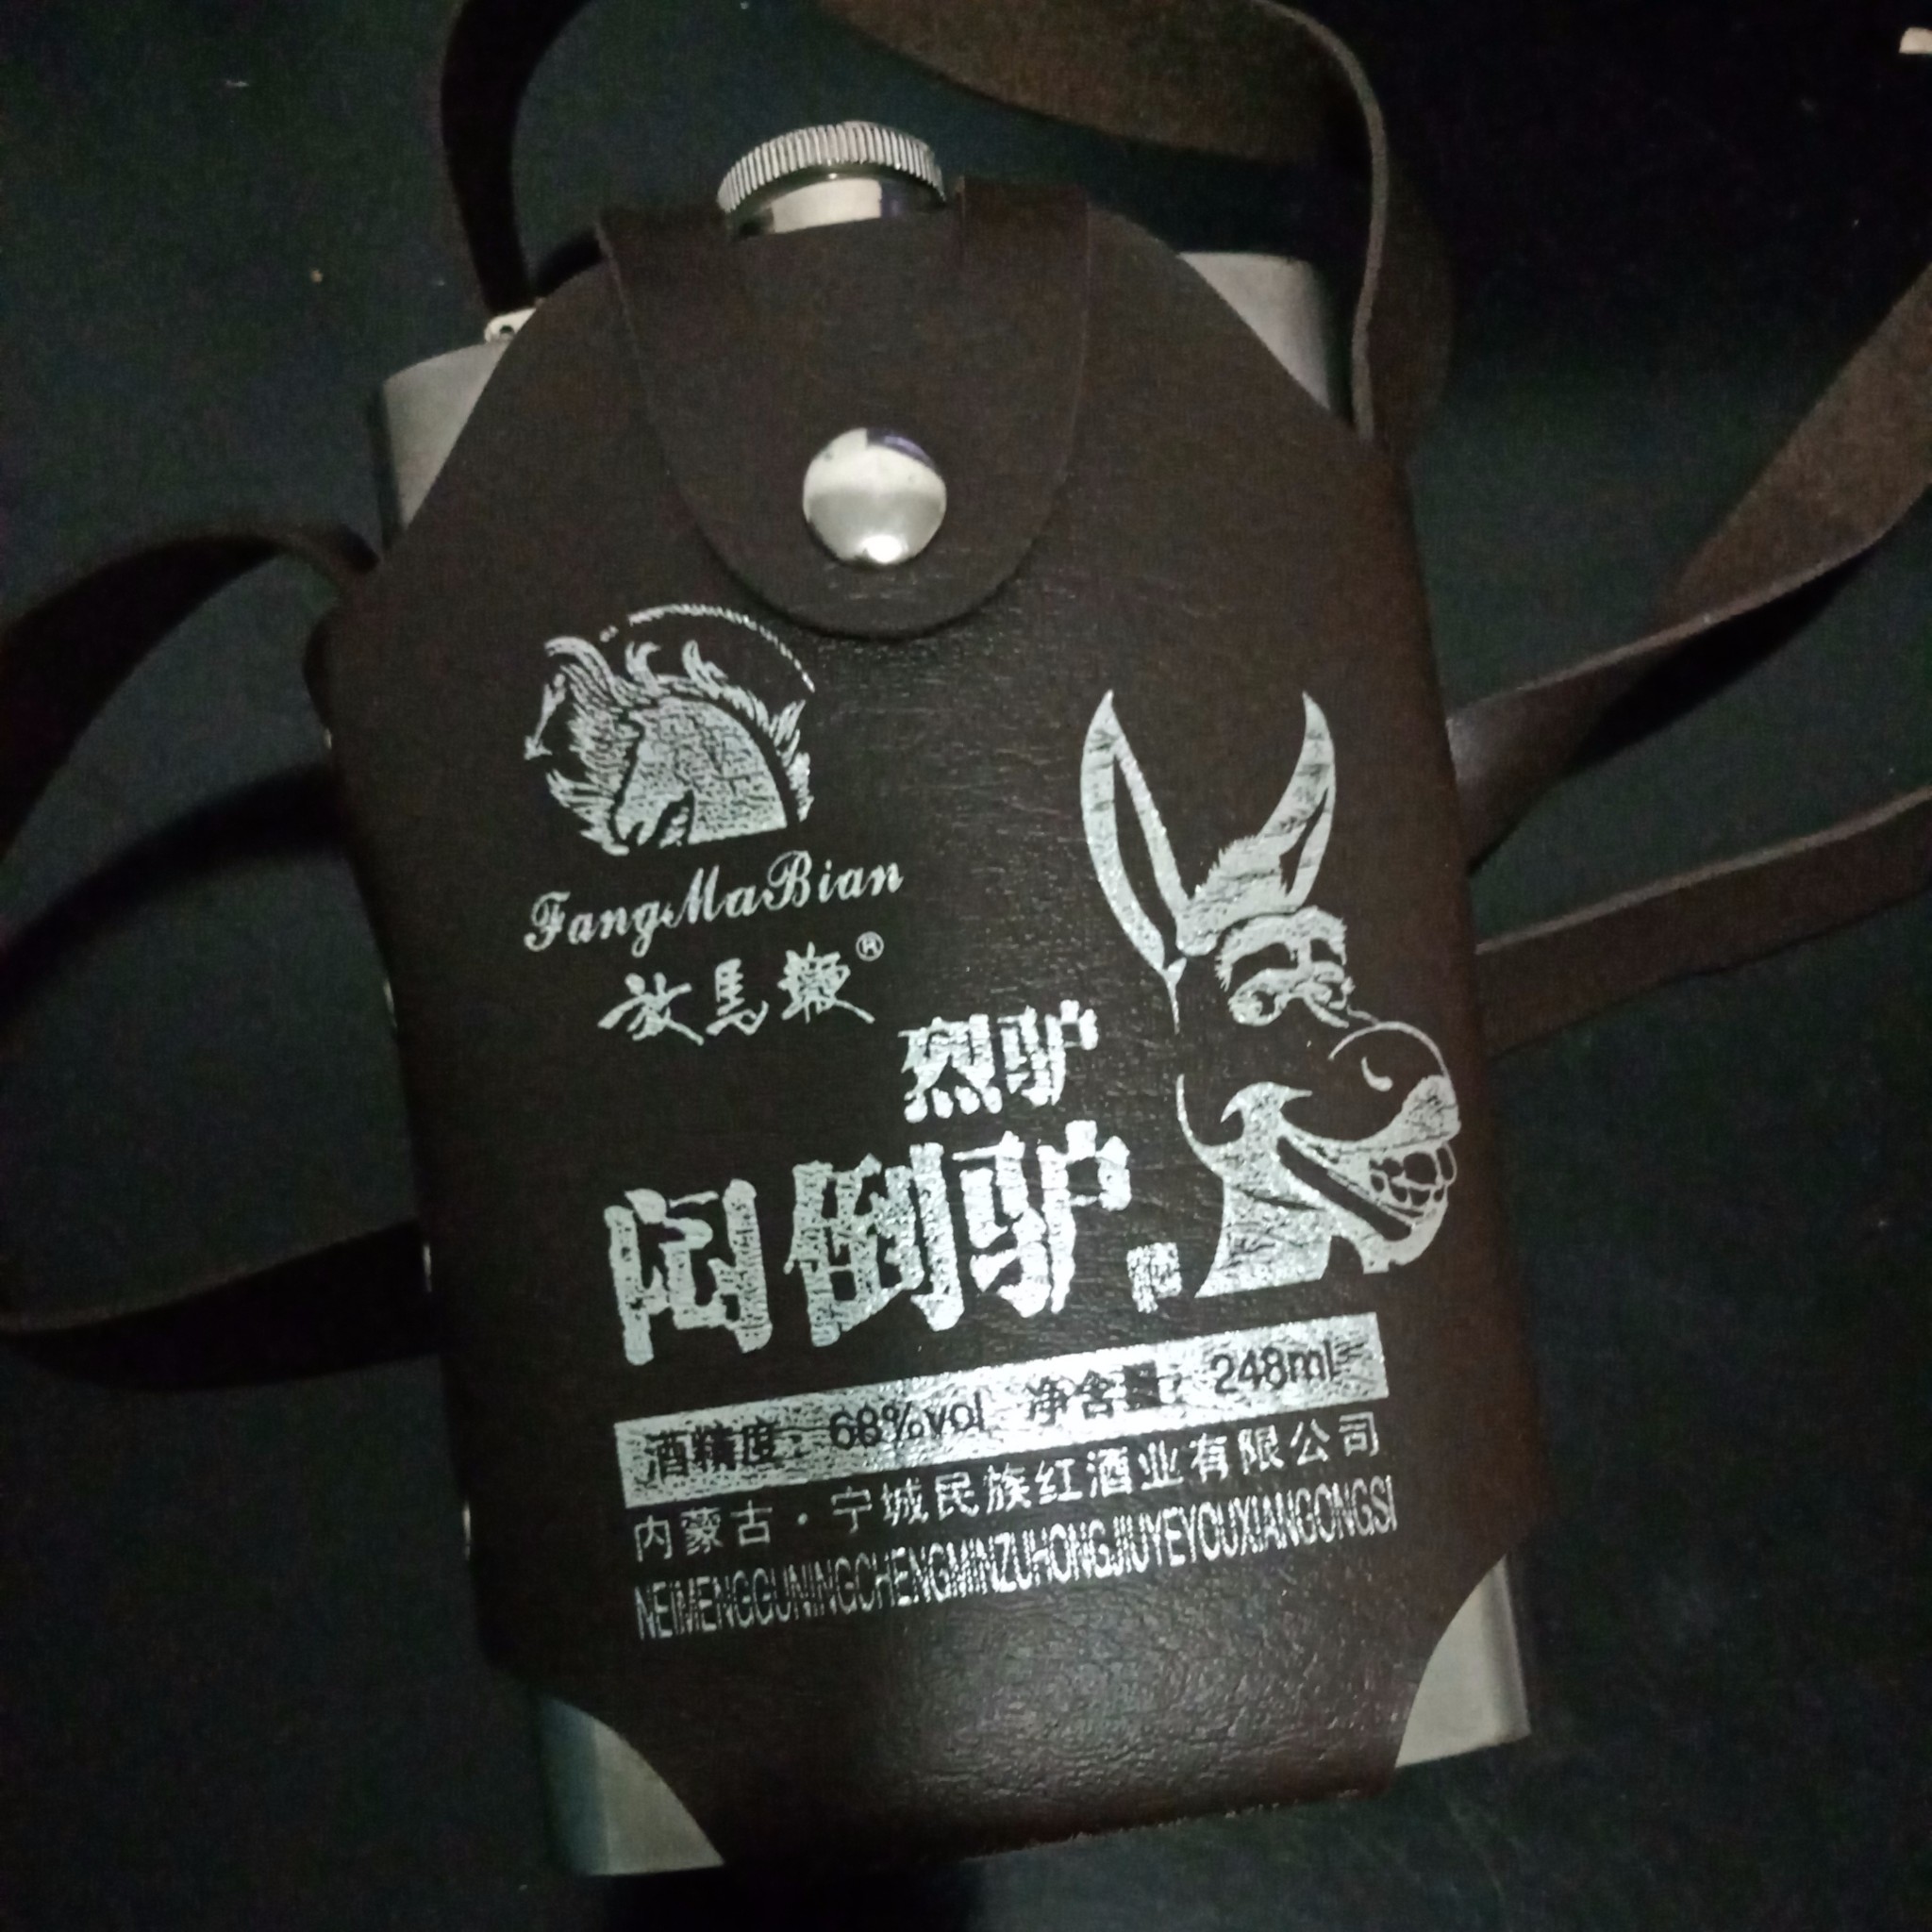 FangMaBian
放馬鞭®
烈驴
闷倒驴
酒精度：68%vol 净含量：248ml
内蒙古·宁城民族红酒业有限公司
NEIMENGGUNINGCHENGMINZUHONGJIUYEYOUXIANGONGSI